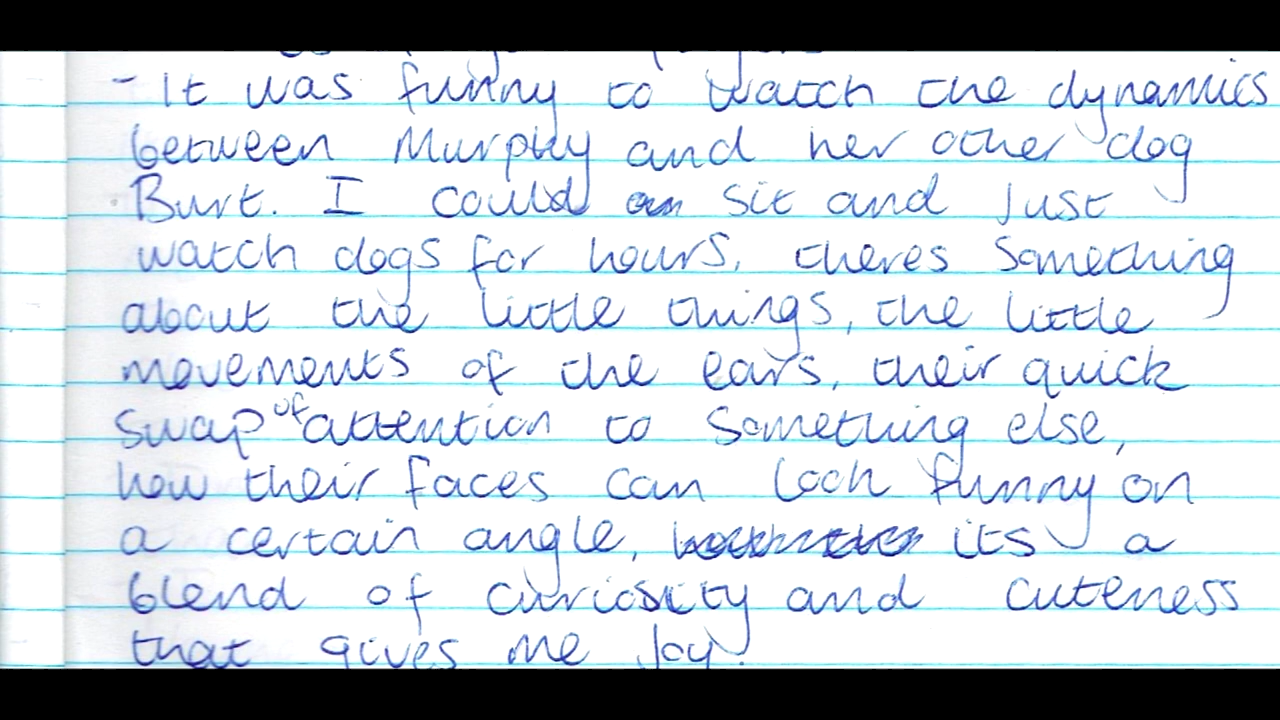 - It was funny to watch the dynamics
between Murphy and her other dog
Burt. I could sit and just
watch dogs for hours, theres something
about the little things, the little
movements of the ears, their quick
swap of attention to something else,
how their faces can look funny on
a certain angle, its a
blend of curiosity and cuteness
that gives me joy.